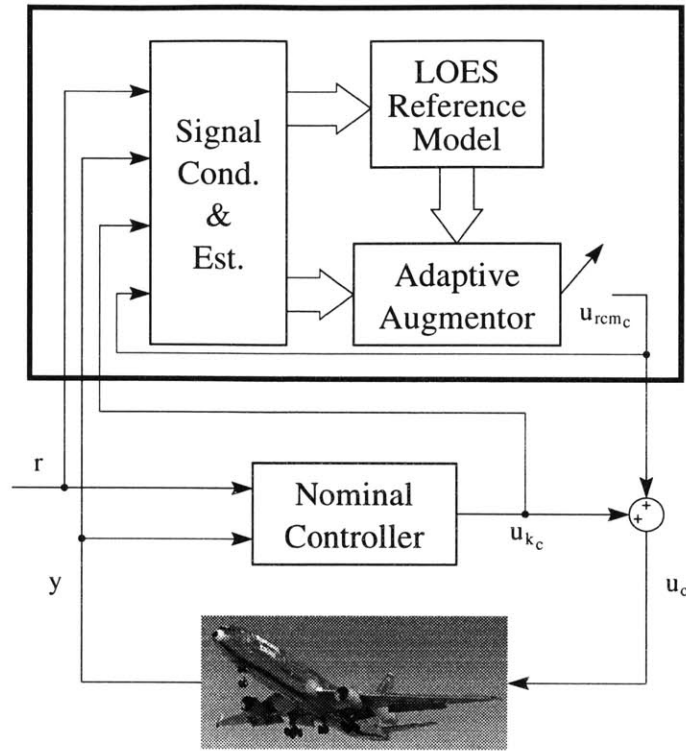 Signal
Cond.
&
Est.
LOES
Reference
Model
Adaptive
Augmentor
u_rcm_c
r
Nominal
Controller
u_k_c
+
+
y
u_c